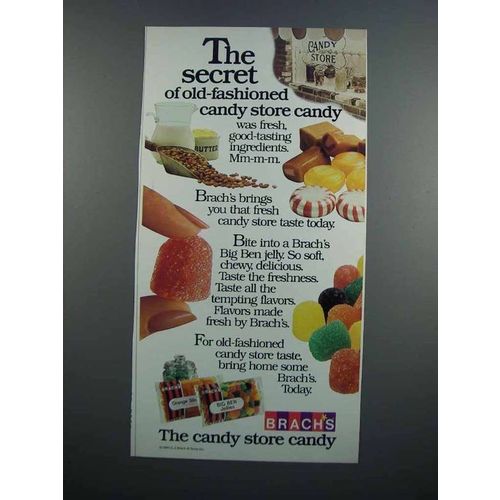 CANDY
STORE
The
secret
of old-fashioned
candy store candy
was fresh,
good-tasting
ingredients.
Mm-m-m.
BUTTER
Brach's brings
you that fresh
candy store taste today.
Bite into a Brach's
Big Ben jelly. So soft,
chewy, delicious.
Taste the freshness.
Taste all the
tempting flavors.
Flavors made
fresh by Brach's.
For old-fashioned
candy store taste,
bring home some
Brach's.
Today.
Orange
BIG BEN
Jellies
BRACH'S
The candy store candy